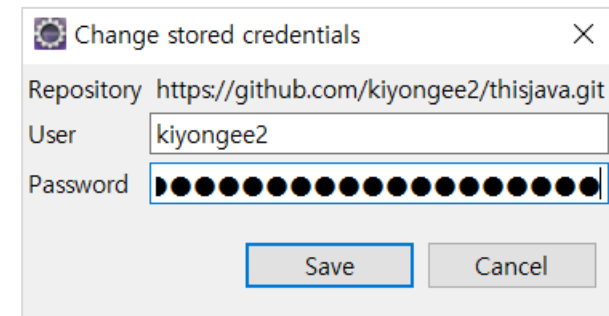 Change stored credentials
Repository https://github.com/kiyongee2/thisjava.git
User kiyongee2
Password ●●●●●●●●●●●●●●●●●●●
Save Cancel